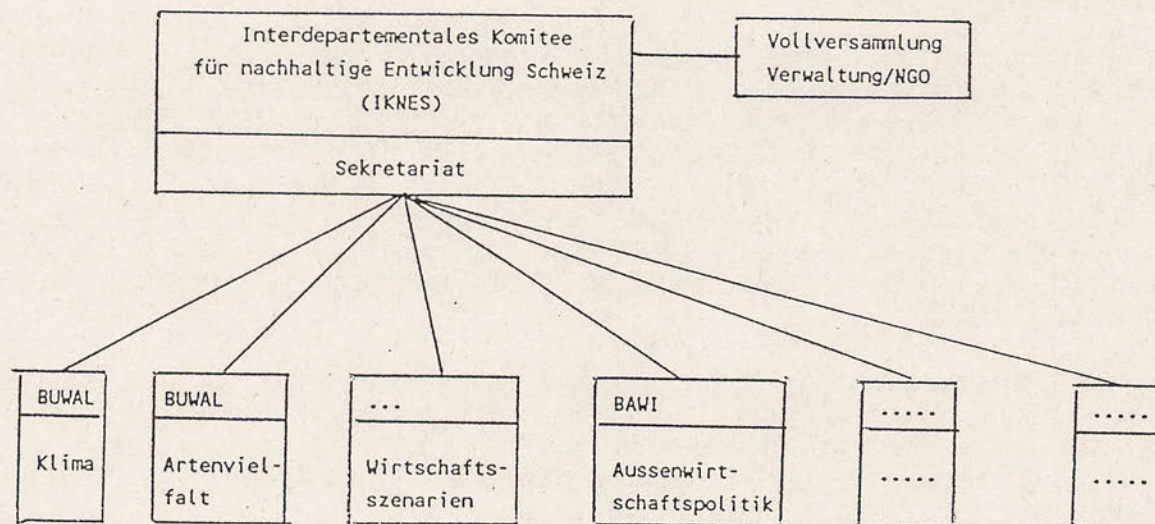 Interdepartementales Komitee
für nachhaltige Entwicklung Schweiz
(IKNES)
Sekretariat
Vollversammlung
Verwaltung/NGO
BUWAL
Klima
BUWAL
Artenviel-
falt
...
Wirtschafts-
szenarien
BAWI
Aussenwirt-
schaftspolitik
.....
.....
.....
.....